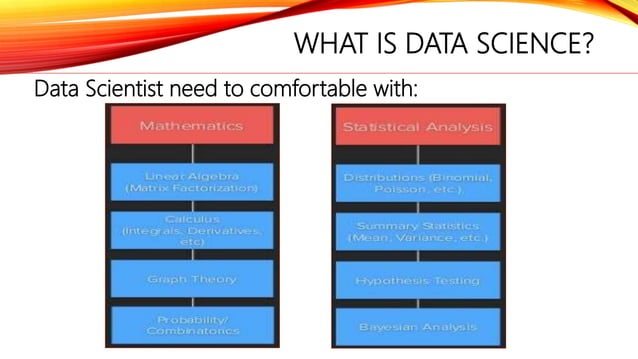 WHAT IS DATA SCIENCE?
Data Scientist need to comfortable with:
Mathematics
Linear Algebra
(Matrix Factorization)
Calculus
(Integrals, Derivatives,
etc)
Graph Theory
Probability/
Combinatorics
Statistical Analysis
Distributions (Binomial,
Poisson, etc.)
Summary Statistics
(Mean, Variance, etc.)
Hypothesis Testing
Bayesian Analysis